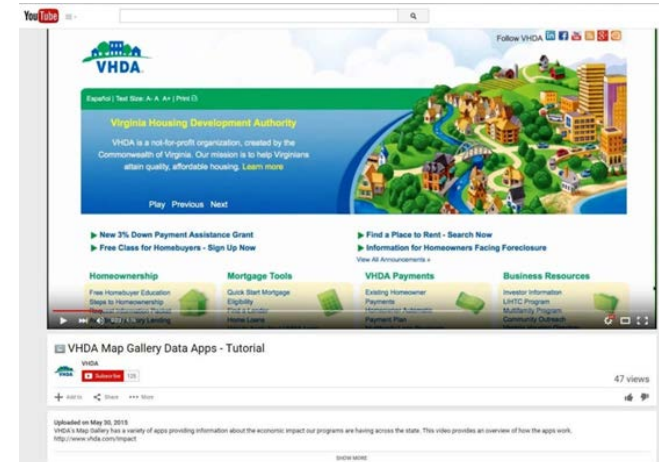 YouTube
Follow VHDA
VHDA
Español | Text Size: A- A A+ | Print
Virginia Housing Development Authority
VHDA is a not-for-profit organization, created by the
Commonwealth of Virginia. Our mission is to help Virginians
attain quality, affordable housing. Learn more
Play Previous Next
New 3% Down Payment Assistance Grant
Free Class for Homebuyers - Sign Up Now
Find a Place to Rent - Search Now
Information for Homeowners Facing Foreclosure
View All Announcements »
Homeownership
Mortgage Tools
VHDA Payments
Business Resources
Free Homebuyer Education
Steps to Homeownership
Quick Start Mortgage
Eligibility
Find a Lender
Home Loans
Existing Homeowner
Payments
Homeowner Automatic
Payment Plan
Investor Information
LIHTC Program
Multifamily Program
Community Outreach
VHDA Map Gallery Data Apps - Tutorial
VHDA
Subscribe 126
47 views
Add to Share More
Uploaded on May 30, 2015
VHDA's Map Gallery has a variety of apps providing information about the economic impact our programs are having across the state. This video provides an overview of how the apps work.
http://www.vhda.com/impact
SHOW MORE